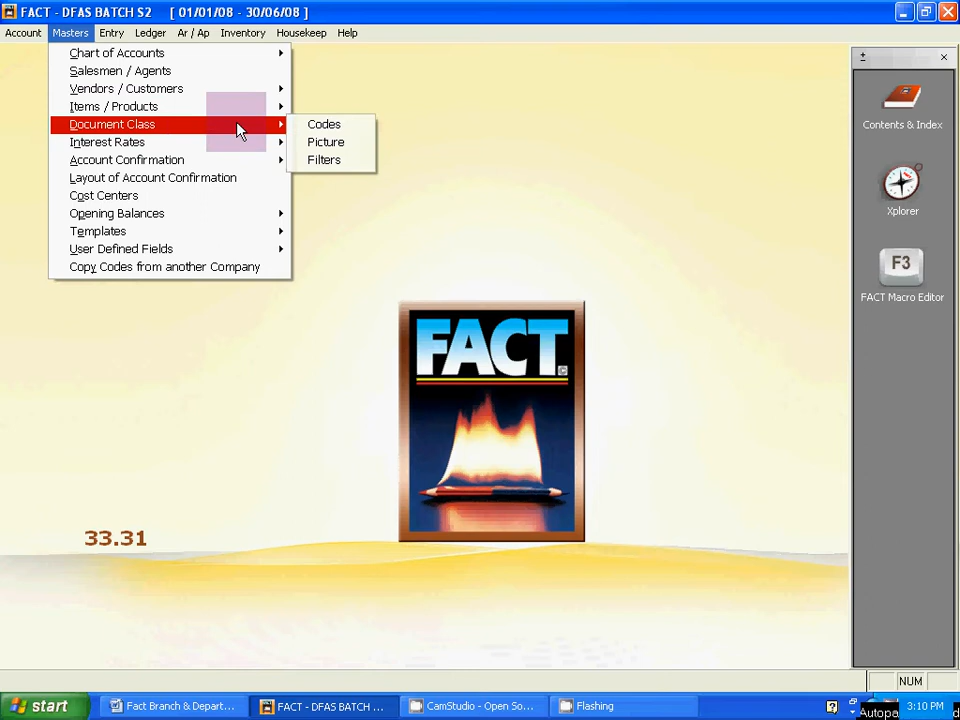 FACT - DFAS BATCH S2 [ 01/01/08 - 30/06/08 ]
Account Masters Entry Ledger Ar / Ap Inventory Housekeep Help
Chart of Accounts
Salesmen / Agents
Vendors / Customers
Items / Products
Document Class
Interest Rates
Account Confirmation
Layout of Account Confirmation
Cost Centers
Opening Balances
Templates
User Defined Fields
Copy Codes from another Company
Codes
Picture
Filters
Contents & Index
Xplorer
F3
FACT Macro Editor
FACT
33.31
NUM
start Fact Branch & Depart... FACT - DFAS BATCH ... CamStudio - Open So... Flashing 3:10 PM